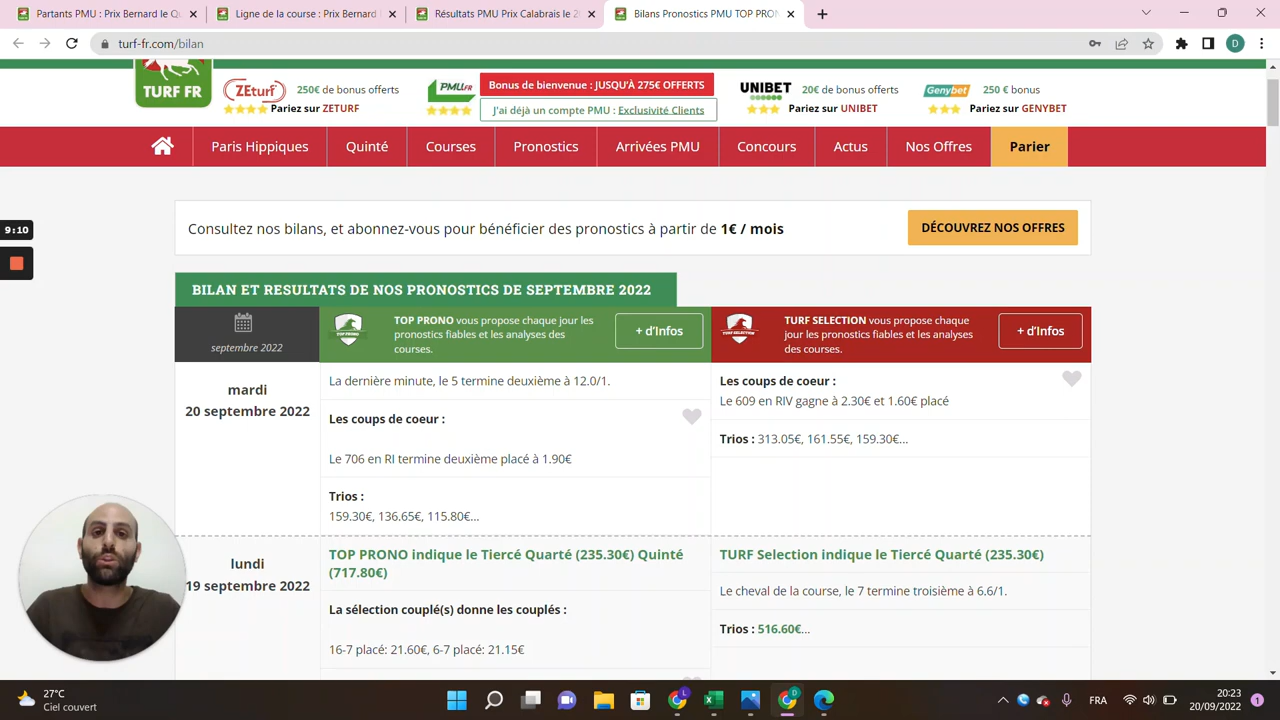 Partants PMU : Prix Bernard le Qu
Ligne de la course : Prix Bernard l
Résultats PMU Prix Calabrais le 20
Bilans Pronostics PMU TOP PRON
turf-fr.com/bilan
D
TURF FR
ZEturf
250€ de bonus offerts
Pariez sur ZETURF
PMU.FR
Bonus de bienvenue : JUSQU'À 275€ OFFERTS
J'ai déjà un compte PMU : Exclusivité Clients
UNIBET
20€ de bonus offerts
Pariez sur UNIBET
Genybet
250 € bonus
Pariez sur GENYBET
Paris Hippiques
Quinté
Courses
Pronostics
Arrivées PMU
Concours
Actus
Nos Offres
Parier
9:10
Consultez nos bilans, et abonnez-vous pour bénéficier des pronostics à partir de 1€ / mois
DÉCOUVREZ NOS OFFRES
BILAN ET RESULTATS DE NOS PRONOSTICS DE SEPTEMBRE 2022
septembre 2022
TOP PRONO
TOP PRONO vous propose chaque jour les
pronostics fiables et les analyses des
courses.
+ d'Infos
TURF SELECTION
TURF SELECTION vous propose chaque
jour les pronostics fiables et les analyses
des courses.
+ d'Infos
mardi
20 septembre 2022
La dernière minute, le 5 termine deuxième à 12.0/1.
Les coups de coeur :
Le 706 en RI termine deuxième placé à 1.90€
Trios :
159.30€, 136.65€, 115.80€...
Les coups de coeur :
Le 609 en RIV gagne à 2.30€ et 1.60€ placé
Trios : 313.05€, 161.55€, 159.30€...
lundi
19 septembre 2022
TOP PRONO indique le Tiercé Quarté (235.30€) Quinté
(717.80€)
La sélection couplé(s) donne les couplés :
16-7 placé: 21.60€, 6-7 placé: 21.15€
TURF Selection indique le Tiercé Quarté (235.30€)
Le cheval de la course, le 7 termine troisième à 6.6/1.
Trios : 516.60€...
27°C
Ciel couvert
L
D
FRA
20:23
20/09/2022
1